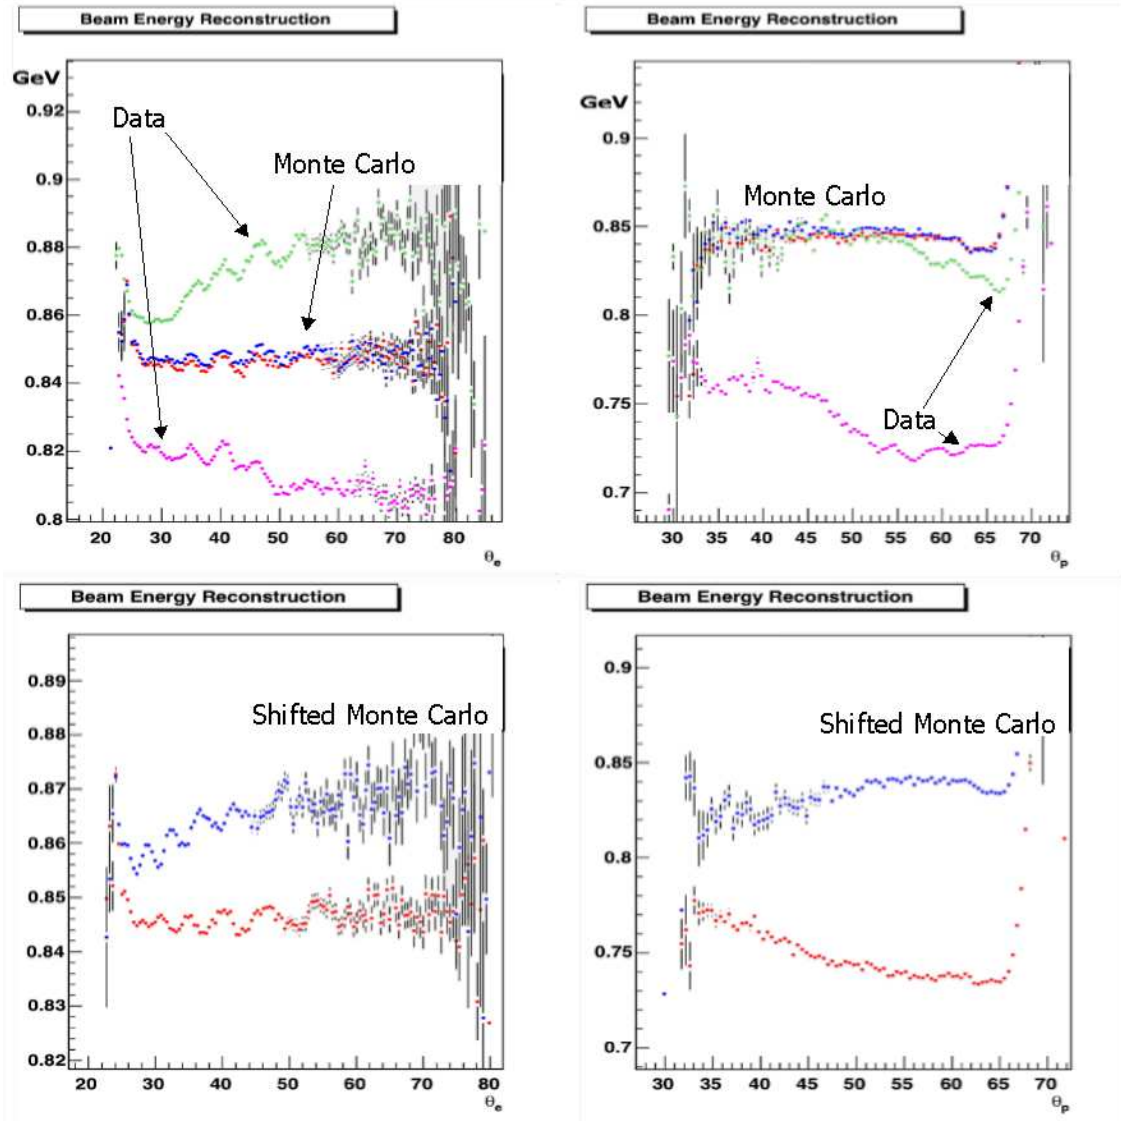 Beam Energy Reconstruction
GeV
0.92
0.9
0.88
0.86
0.84
0.82
0.8
Data
Monte Carlo
20 30 40 50 60 70 80
θe
Beam Energy Reconstruction
GeV
0.9
0.85
0.8
0.75
0.7
Monte Carlo
Data
30 35 40 45 50 55 60 65 70
θp
Beam Energy Reconstruction
0.89
0.88
0.87
0.86
0.85
0.84
0.83
0.82
Shifted Monte Carlo
20 30 40 50 60 70 80
θe
Beam Energy Reconstruction
0.9
0.85
0.8
0.75
0.7
Shifted Monte Carlo
30 35 40 45 50 55 60 65 70
θp